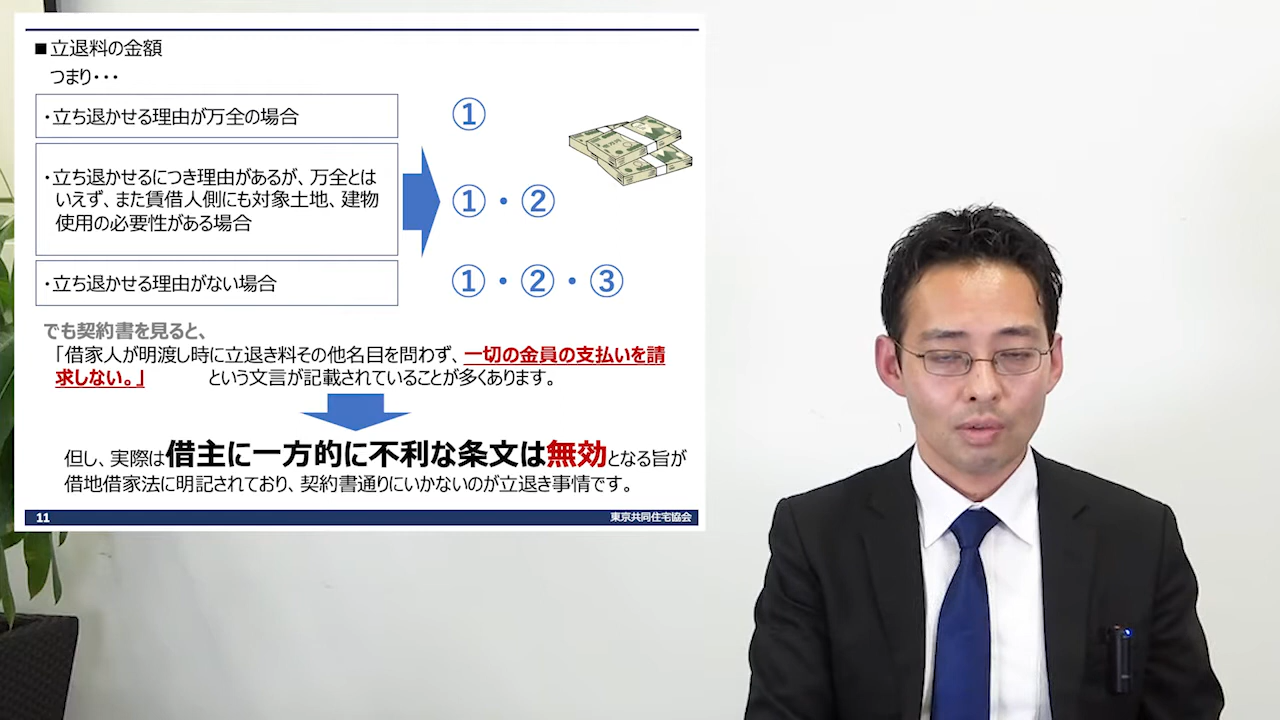 ■立退料の金額
つまり・・・
・立ち退かせる理由が万全の場合
①
・立ち退かせるにつき理由があるが、万全とは
いえず、また賃借人側にも対象土地、建物
使用の必要性がある場合
①・②
・立ち退かせる理由がない場合
①・②・③
でも契約書を見ると、
「借家人が明渡し時に立退き料その他名目を問わず、一切の金員の支払いを請
求しない。」 という文言が記載されていることが多くあります。
但し、実際は借主に一方的に不利な条文は無効となる旨が
借地借家法に明記されており、契約書通りにいかないのが立退き事情です。
11
東京共同住宅協会